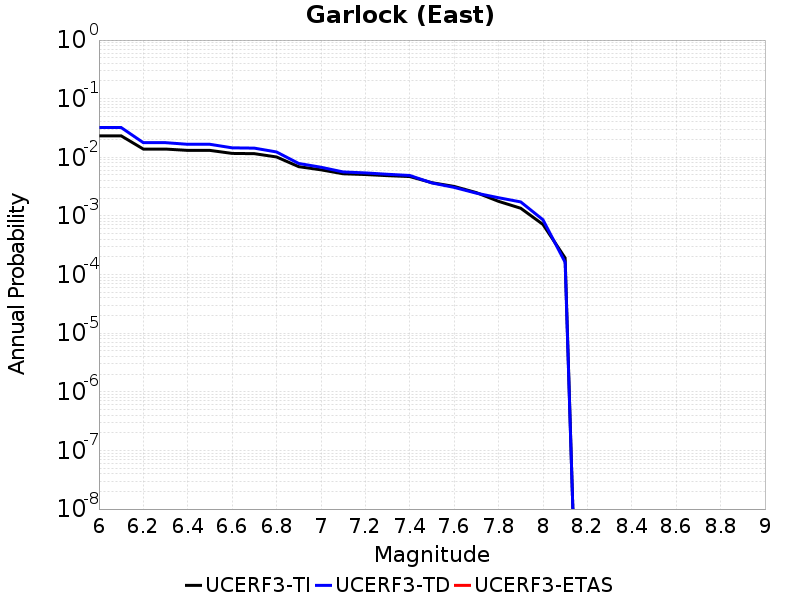 Garlock (East)
10^0
10^-1
10^-2
10^-3
10^-4
10^-5
10^-6
10^-7
10^-8
Annual Probability
6 6.2 6.4 6.6 6.8 7 7.2 7.4 7.6 7.8 8 8.2 8.4 8.6 8.8 9
Magnitude
UCERF3-TI UCERF3-TD UCERF3-ETAS